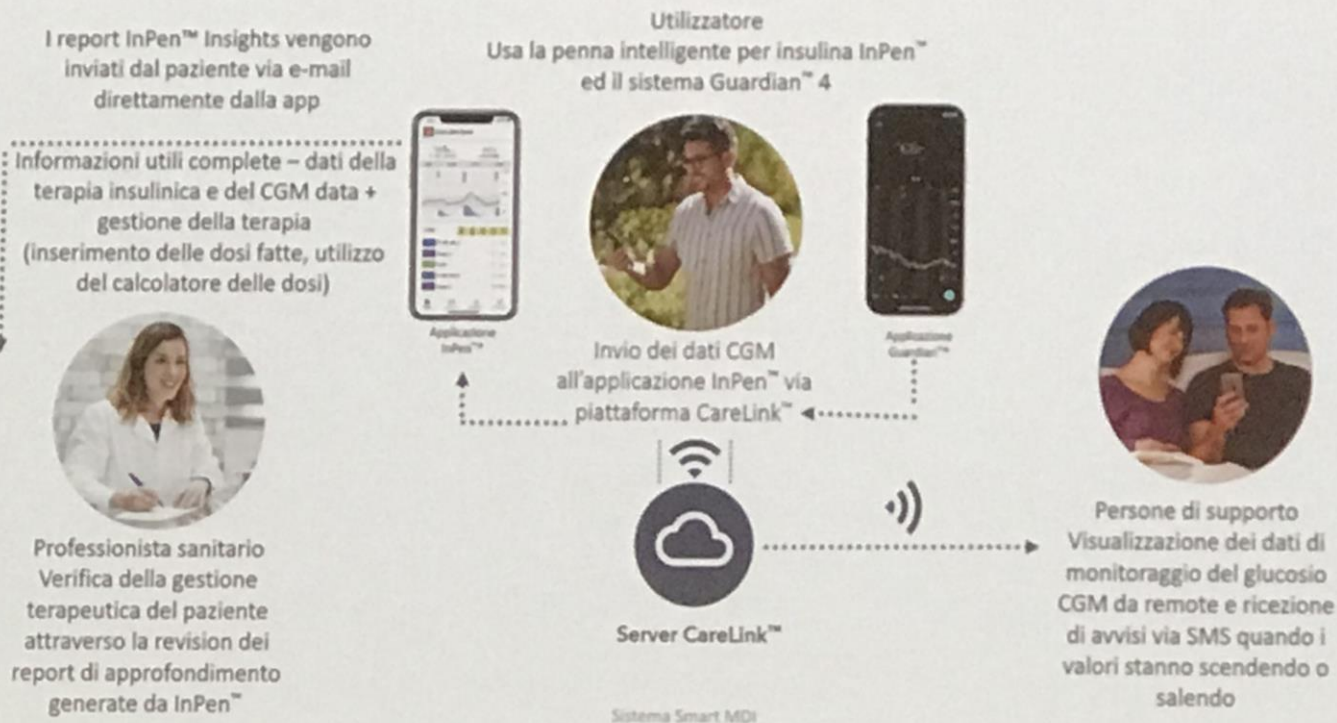 I report InPen™ Insights vengono
inviati dal paziente via e-mail
direttamente dalla app
Informazioni utili complete – dati della
terapia insulinica e del CGM data +
gestione della terapia
(inserimento delle dosi fatte, utilizzo
del calcolatore delle dosi)
Professionista sanitario
Verifica della gestione
terapeutica del paziente
attraverso la revision dei
report di approfondimento
generate da InPen™
Utilizzatore
Usa la penna intelligente per insulina InPen™
ed il sistema Guardian™ 4
Applicazione
InPen™
Applicazione
Guardian™
Invio dei dati CGM
all'applicazione InPen™ via
piattaforma CareLink™
Server CareLink™
Persone di supporto
Visualizzazione dei dati di
monitoraggio del glucosio
CGM da remote e ricezione
di avvisi via SMS quando i
valori stanno scendendo o
salendo
Sistema Smart MDI